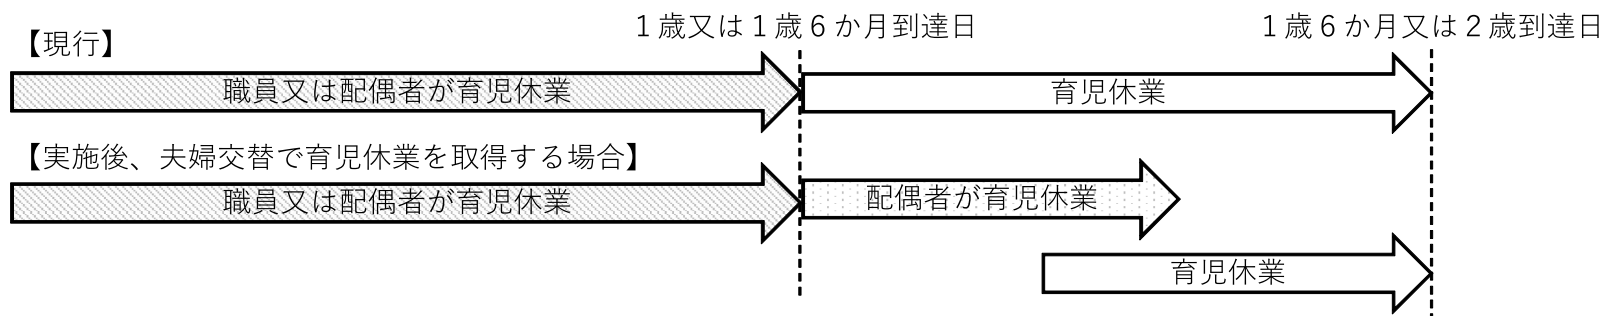 １歳又は１歳６か月到達日
１歳６か月又は２歳到達日
【現行】
職員又は配偶者が育児休業
育児休業
【実施後、夫婦交替で育児休業を取得する場合】
職員又は配偶者が育児休業
配偶者が育児休業
育児休業